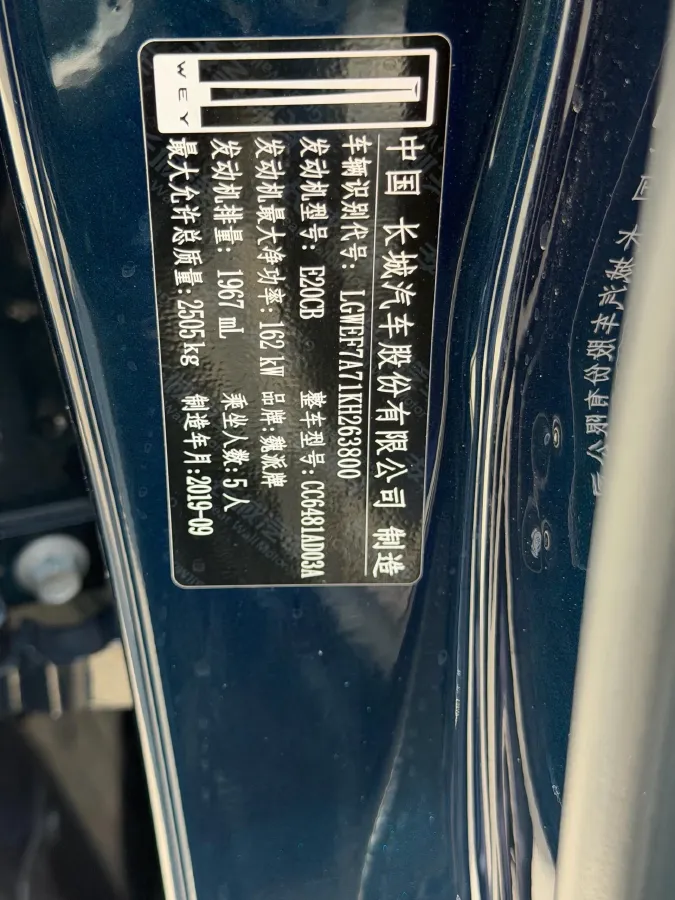 WEY
中国 长城汽车股份有限公司 制造
车辆识别代号: LGWEF7A71KH263800
发动机型号: E20CB 整车型号: CC6481AD03A
发动机最大净功率: 162 kW 品牌: 魏派牌
发动机排量: 1967 mL 乘坐人数: 5 人
最大允许总质量: 2505 kg 制造年月: 2019-09